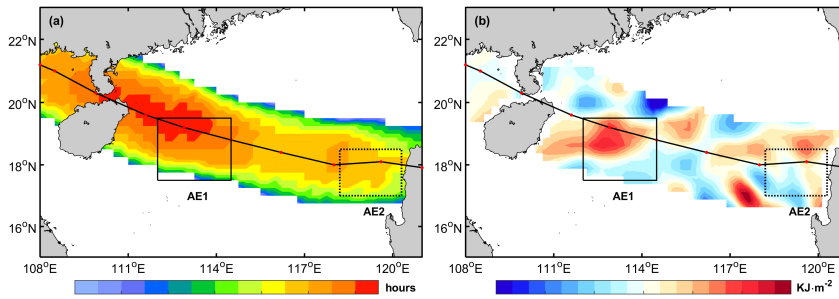 (a)
22°N
20°N
18°N
16°N
AE1
AE2
108°E
111°E
114°E
117°E
120°E
hours
(b)
22°N
20°N
18°N
16°N
AE1
AE2
108°E
111°E
114°E
117°E
120°E
KJ·m⁻²